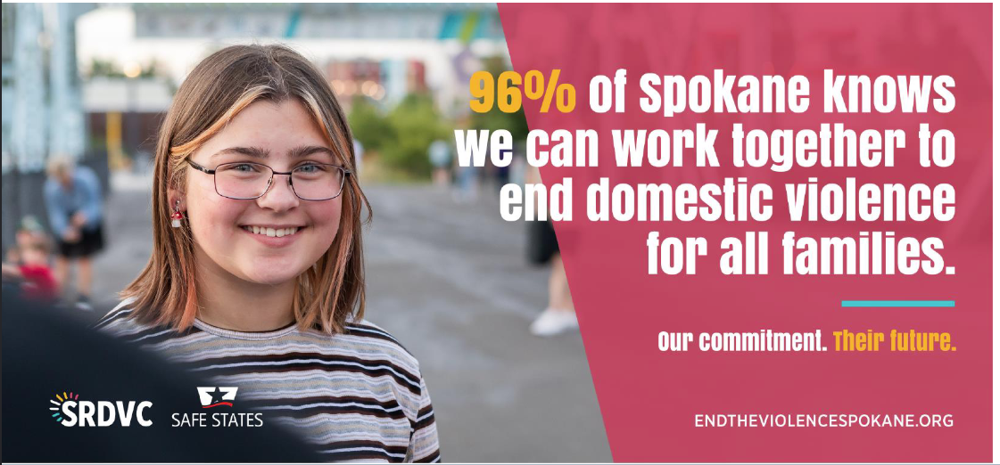 96% of Spokane knows
we can work together to
end domestic violence
for all families.
Our commitment. Their future.
SRDVC
SAFE STATES
ENDTHEVIOLENCESPOKANE.ORG